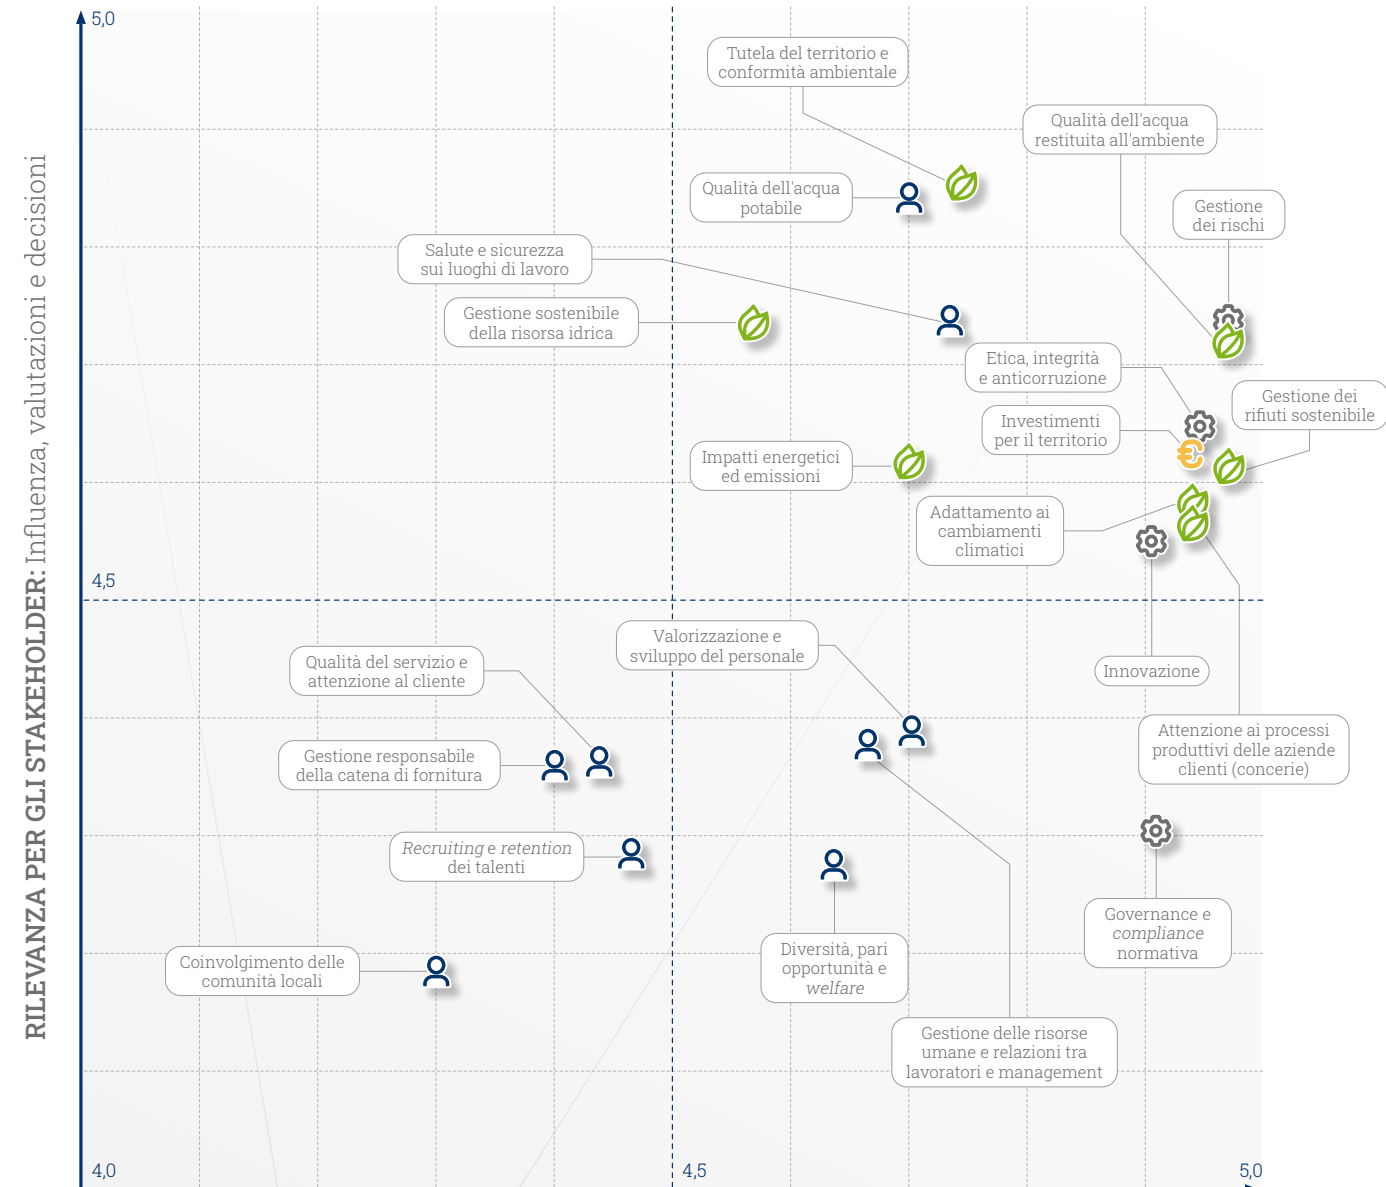 5,0
Tutela del territorio e
conformità ambientale
Qualità dell'acqua
restituita all'ambiente
Qualità dell'acqua
potabile
Gestione
dei rischi
Salute e sicurezza
sui luoghi di lavoro
Gestione sostenibile
della risorsa idrica
Etica, integrità
e anticorruzione
Gestione dei
rifiuti sostenibile
Investimenti
per il territorio
Impatti energetici
ed emissioni
Adattamento ai
cambiamenti
climatici
RILEVANZA PER GLI STAKEHOLDER: Influenza, valutazioni e decisioni
4,5
Valorizzazione e
sviluppo del personale
Qualità del servizio e
attenzione al cliente
Innovazione
Attenzione ai processi
produttivi delle aziende
clienti (concerie)
Gestione responsabile
della catena di fornitura
Recruiting e retention
dei talenti
Governance e
compliance
normativa
Diversità, pari
opportunità e
welfare
Coinvolgimento delle
comunità locali
Gestione delle risorse
umane e relazioni tra
lavoratori e management
4,0
4,5
5,0